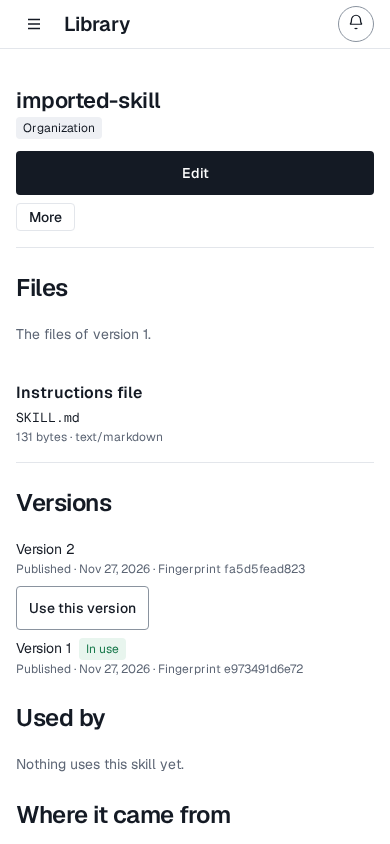 Library
imported-skill
Organization
Edit
More
Files
The files of version 1.
Instructions file
SKILL.md
131 bytes · text/markdown
Versions
Version 2
Published · Nov 27, 2026 · Fingerprint fa5d5fead823
Use this version
Version 1 In use
Published · Nov 27, 2026 · Fingerprint e973491d6e72
Used by
Nothing uses this skill yet.
Where it came from